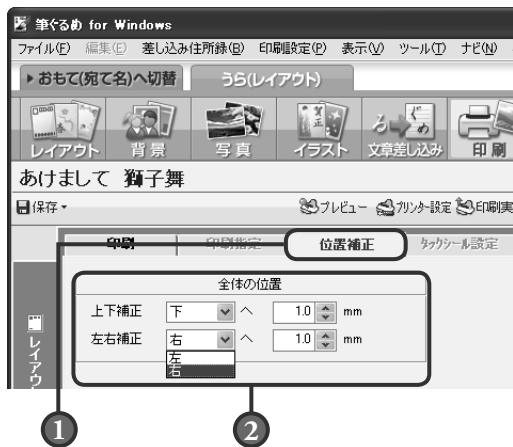 筆ぐるめ for Windows
ファイル(F) 編集(E) 差し込み住所録(B) 印刷設定(P) 表示(V) ツール(T) ナビ(N)
おもて(宛て名)へ切替 うら(レイアウト)
レイアウト 背景 写真 イラスト 文章差し込み 印刷
あけまして 獅子舞
保存 プレビュー プリンター設定 印刷実
印刷 印刷指定 位置補正 タックシール設定
全体の位置
上下補正 下 へ 1.0 mm
左右補正 右 へ 1.0 mm
左
右
レイアウ
1 2